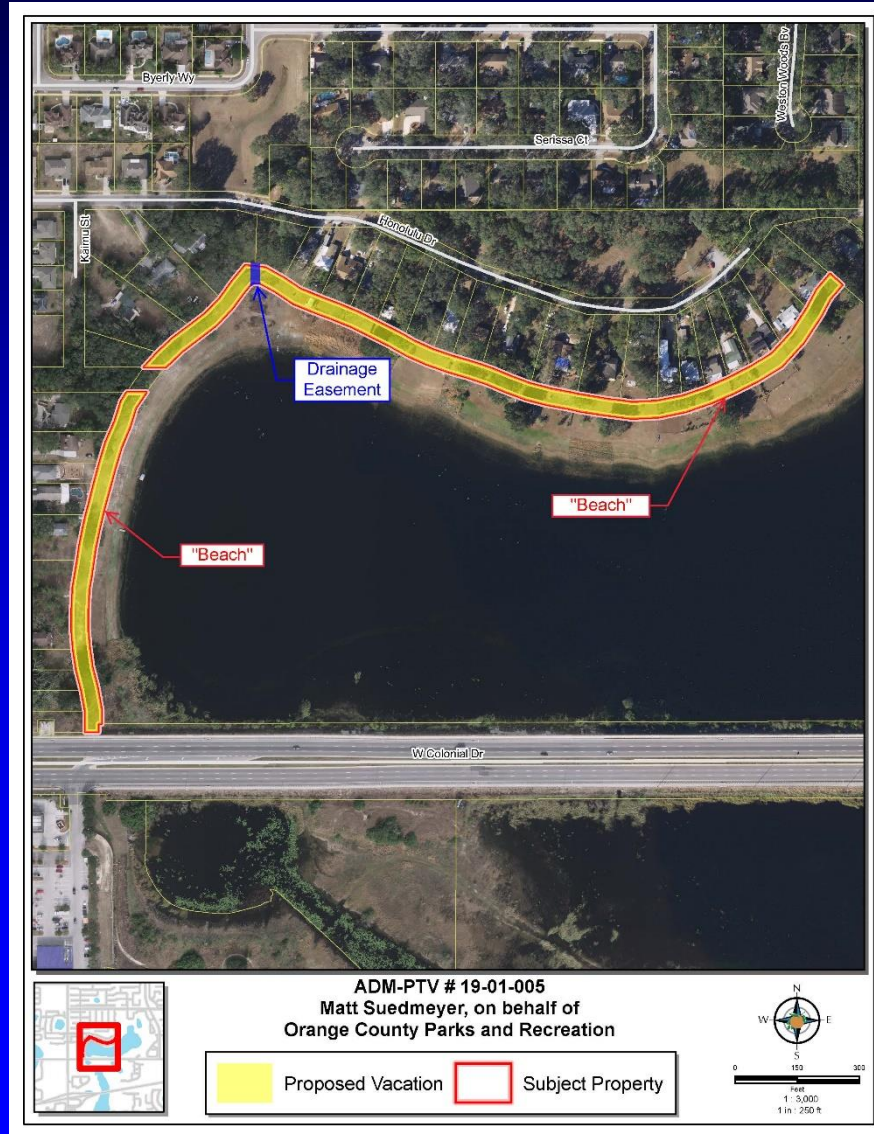 Byerly Wy
Weston Woods Bv
Serissa Ct
Kaimu St
Honolulu Dr
Drainage
Easement
"Beach"
"Beach"
W Colonial Dr
ADM-PTV # 19-01-005
Matt Suedmeyer, on behalf of
Orange County Parks and Recreation
Proposed Vacation
Subject Property
N
W
E
S
0 150 300
Feet
1 : 3,000
1 in : 250 ft